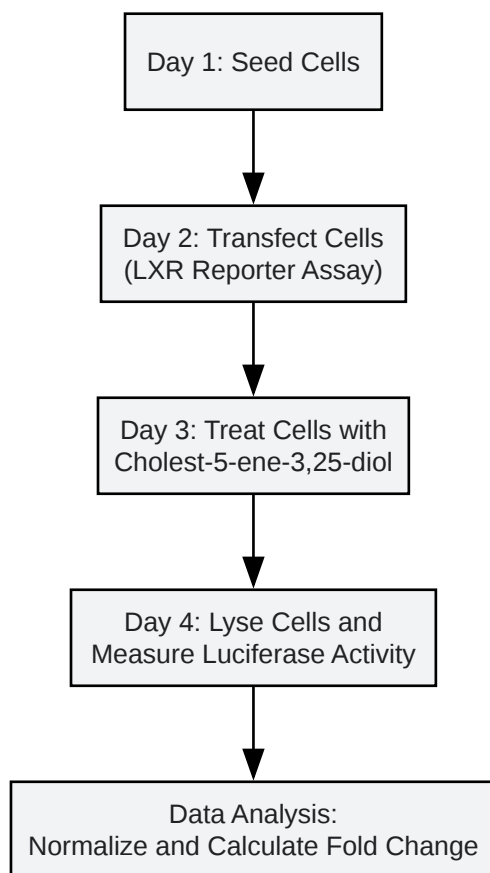 Day 1: Seed Cells
Day 2: Transfect Cells
(LXR Reporter Assay)
Day 3: Treat Cells with
Cholest-5-ene-3,25-diol
Day 4: Lyse Cells and
Measure Luciferase Activity
Data Analysis:
Normalize and Calculate Fold Change